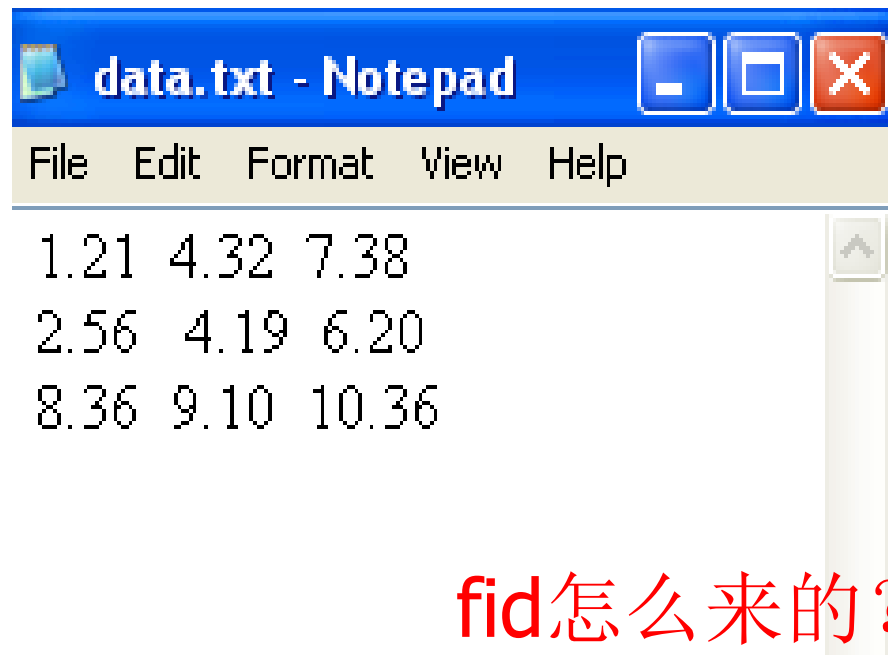 data.txt - Notepad
File Edit Format View Help
1.21 4.32 7.38
2.56 4.19 6.20
8.36 9.10 10.36
fid怎么来的?